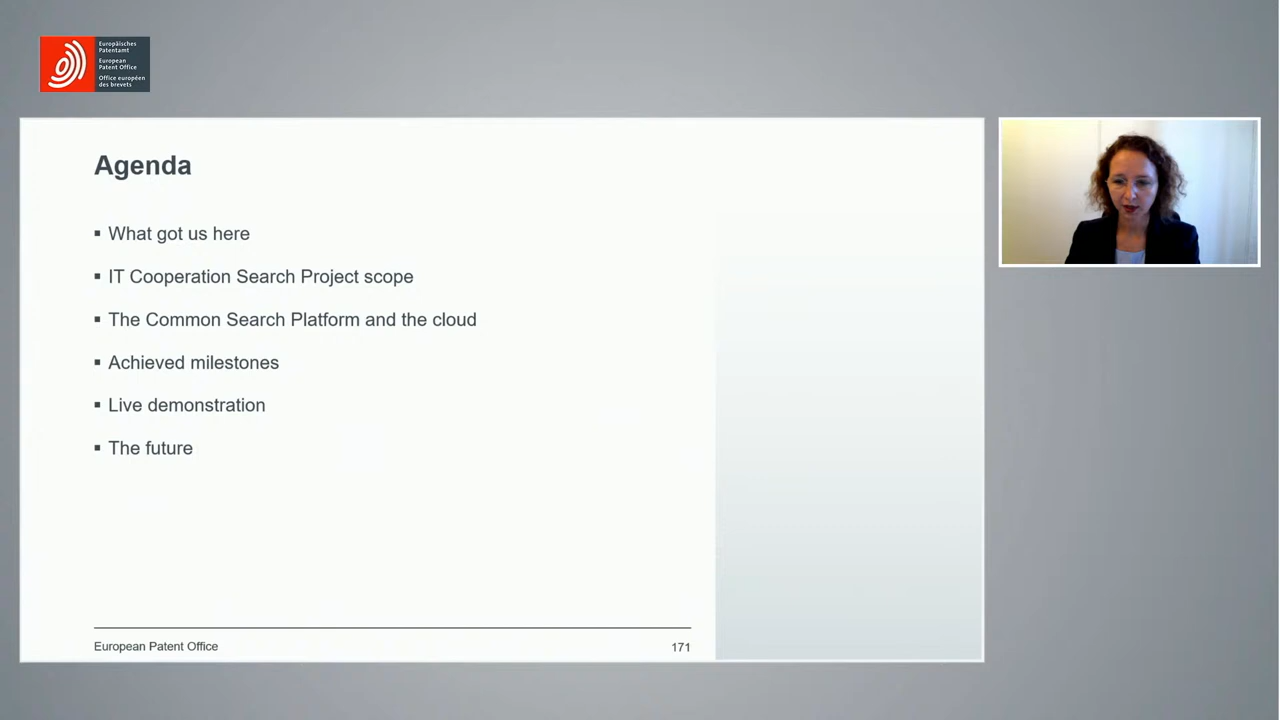 Europäisches
Patentamt
European
Patent Office
Office européen
des brevets
Agenda
▪ What got us here
▪ IT Cooperation Search Project scope
▪ The Common Search Platform and the cloud
▪ Achieved milestones
▪ Live demonstration
▪ The future
European Patent Office
171